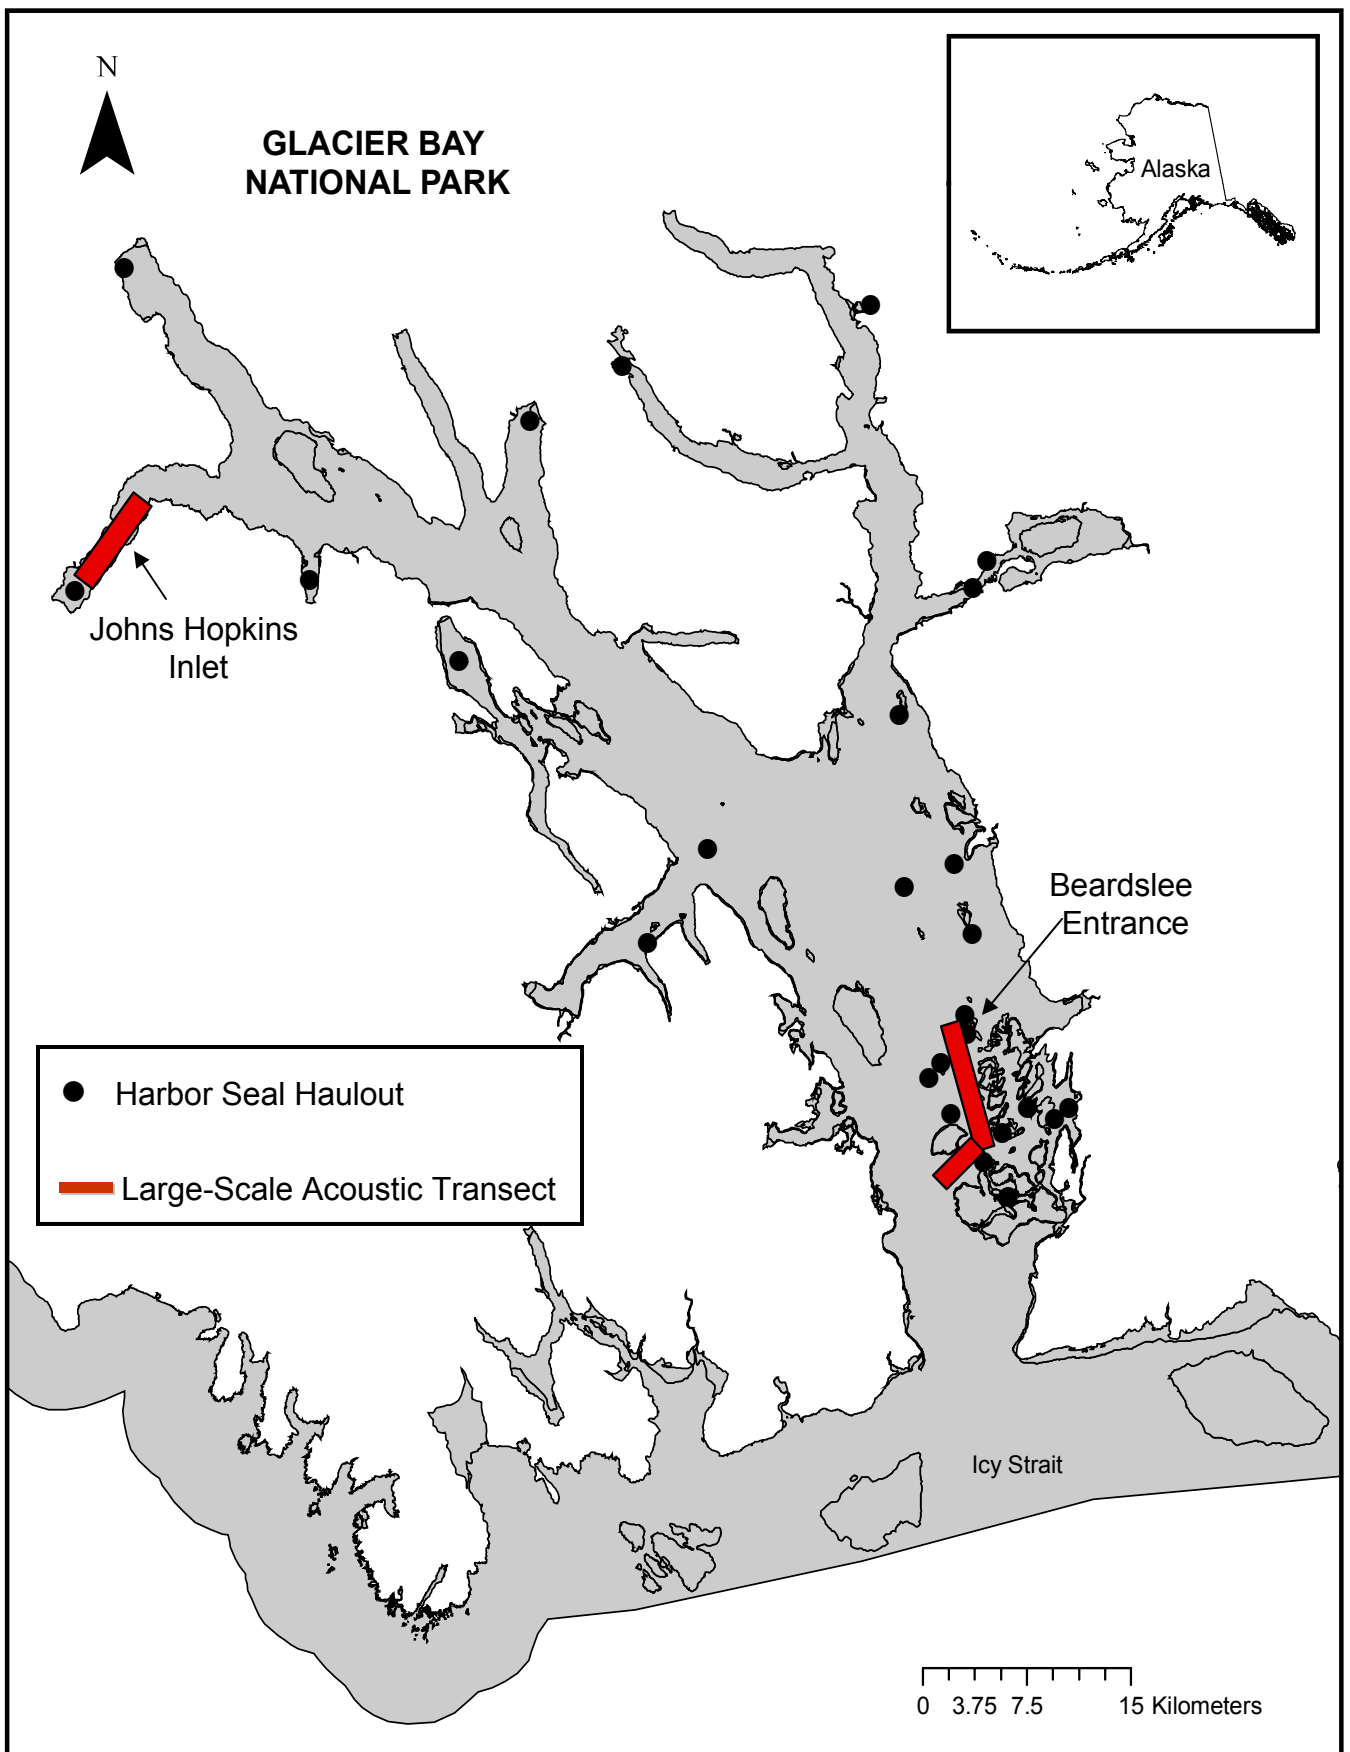 N
GLACIER BAY
NATIONAL PARK
Alaska
Johns Hopkins
Inlet
Beardslee
Entrance
Harbor Seal Haulout
Large-Scale Acoustic Transect
Icy Strait
0 3.75 7.5 15 Kilometers